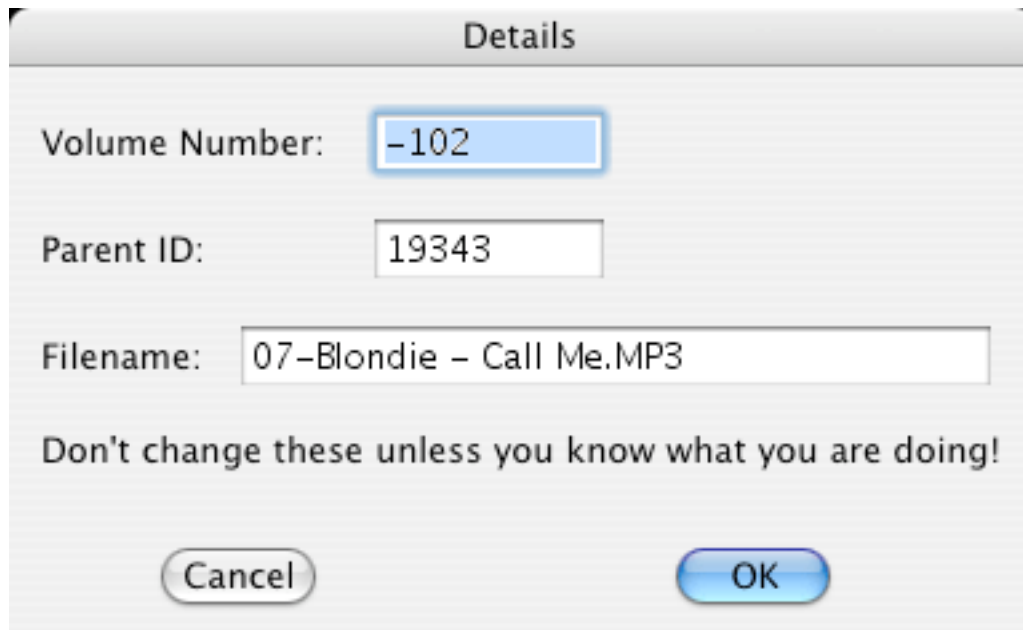 Details
Volume Number: -102
Parent ID: 19343
Filename: 07-Blondie - Call Me.MP3
Don't change these unless you know what you are doing!
Cancel OK